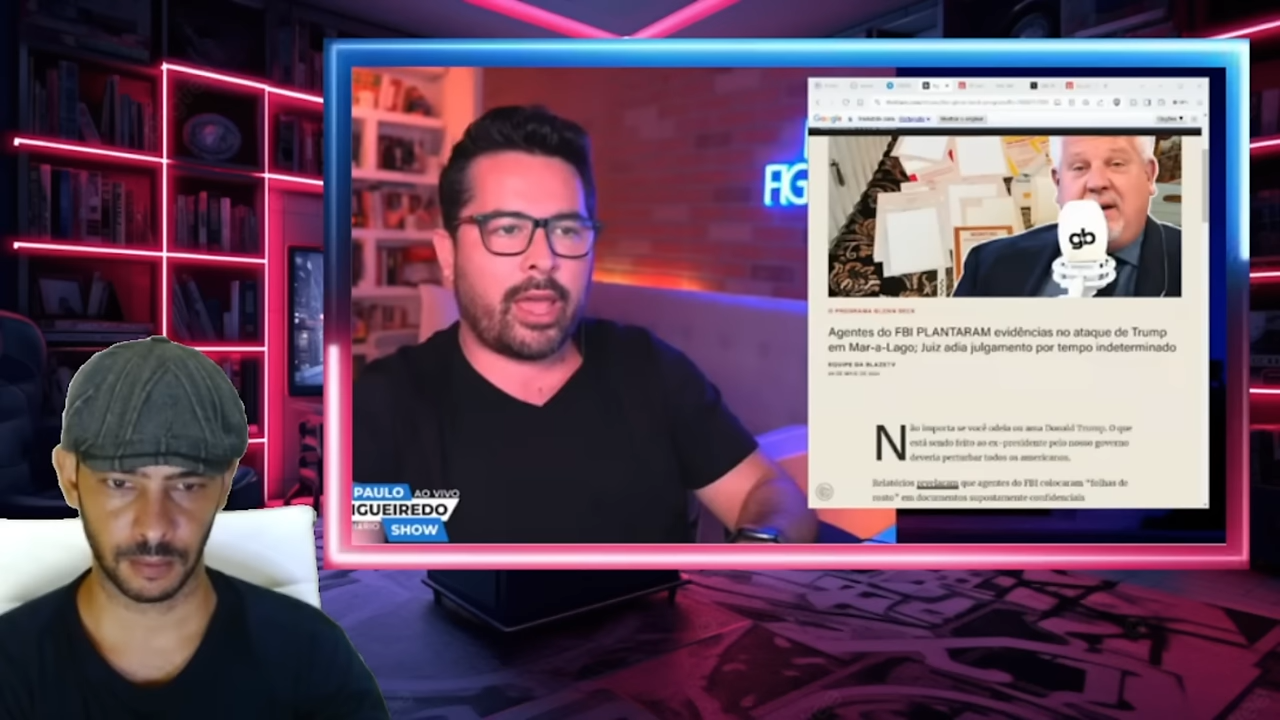 FIG
PAULO
AO VIVO
IGUEIREDO
SHOW
Google
Português
gb
O PROGRAMA GLENN BECK
Agentes do FBI PLANTARAM evidências no ataque de Trump
em Mar-a-Lago; Juiz adia julgamento por tempo indeterminado
EQUIPE DA BLAZETV
Não importa se você odeia ou ama Donald Trump. O que
está sendo feito ao ex-presidente pelo nosso governo
deveria perturbar todos os americanos.
Relatórios revelaram que agentes do FBI colocaram “folhas de
rosto” em documentos supostamente confidenciais